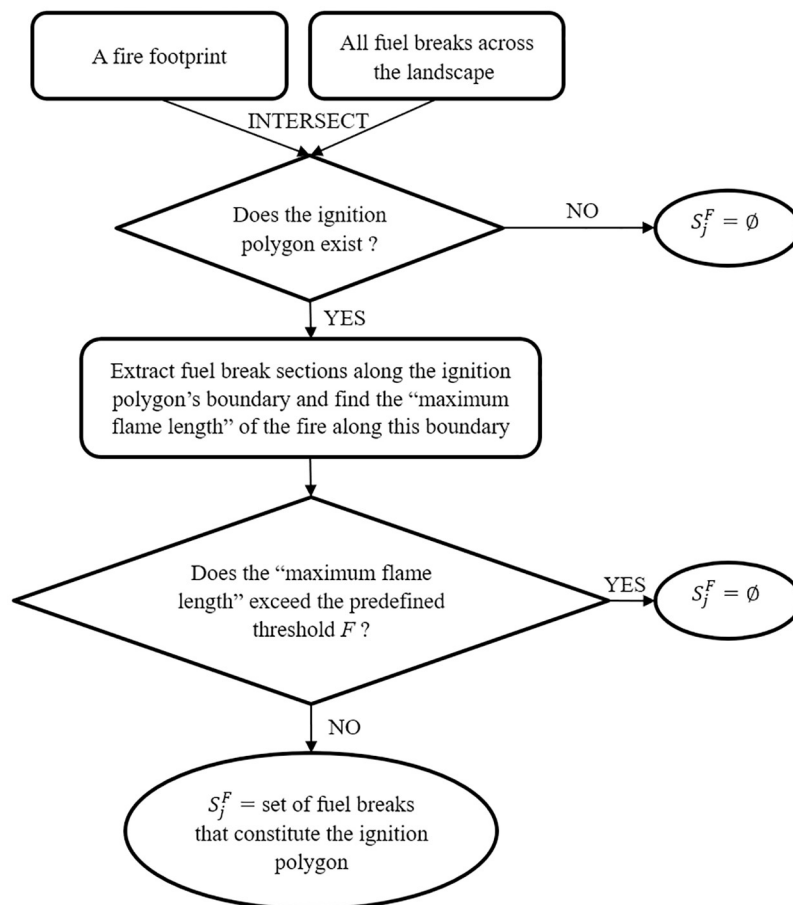 A fire footprint
All fuel breaks across
the landscape
INTERSECT
Does the ignition
polygon exist ?
NO
$S_j^F = \emptyset$
YES
Extract fuel break sections along the ignition
polygon’s boundary and find the “maximum
flame length” of the fire along this boundary
Does the “maximum flame
length” exceed the predefined
threshold F ?
YES
$S_j^F = \emptyset$
NO
$S_j^F$ = set of fuel breaks
that constitute the ignition
polygon